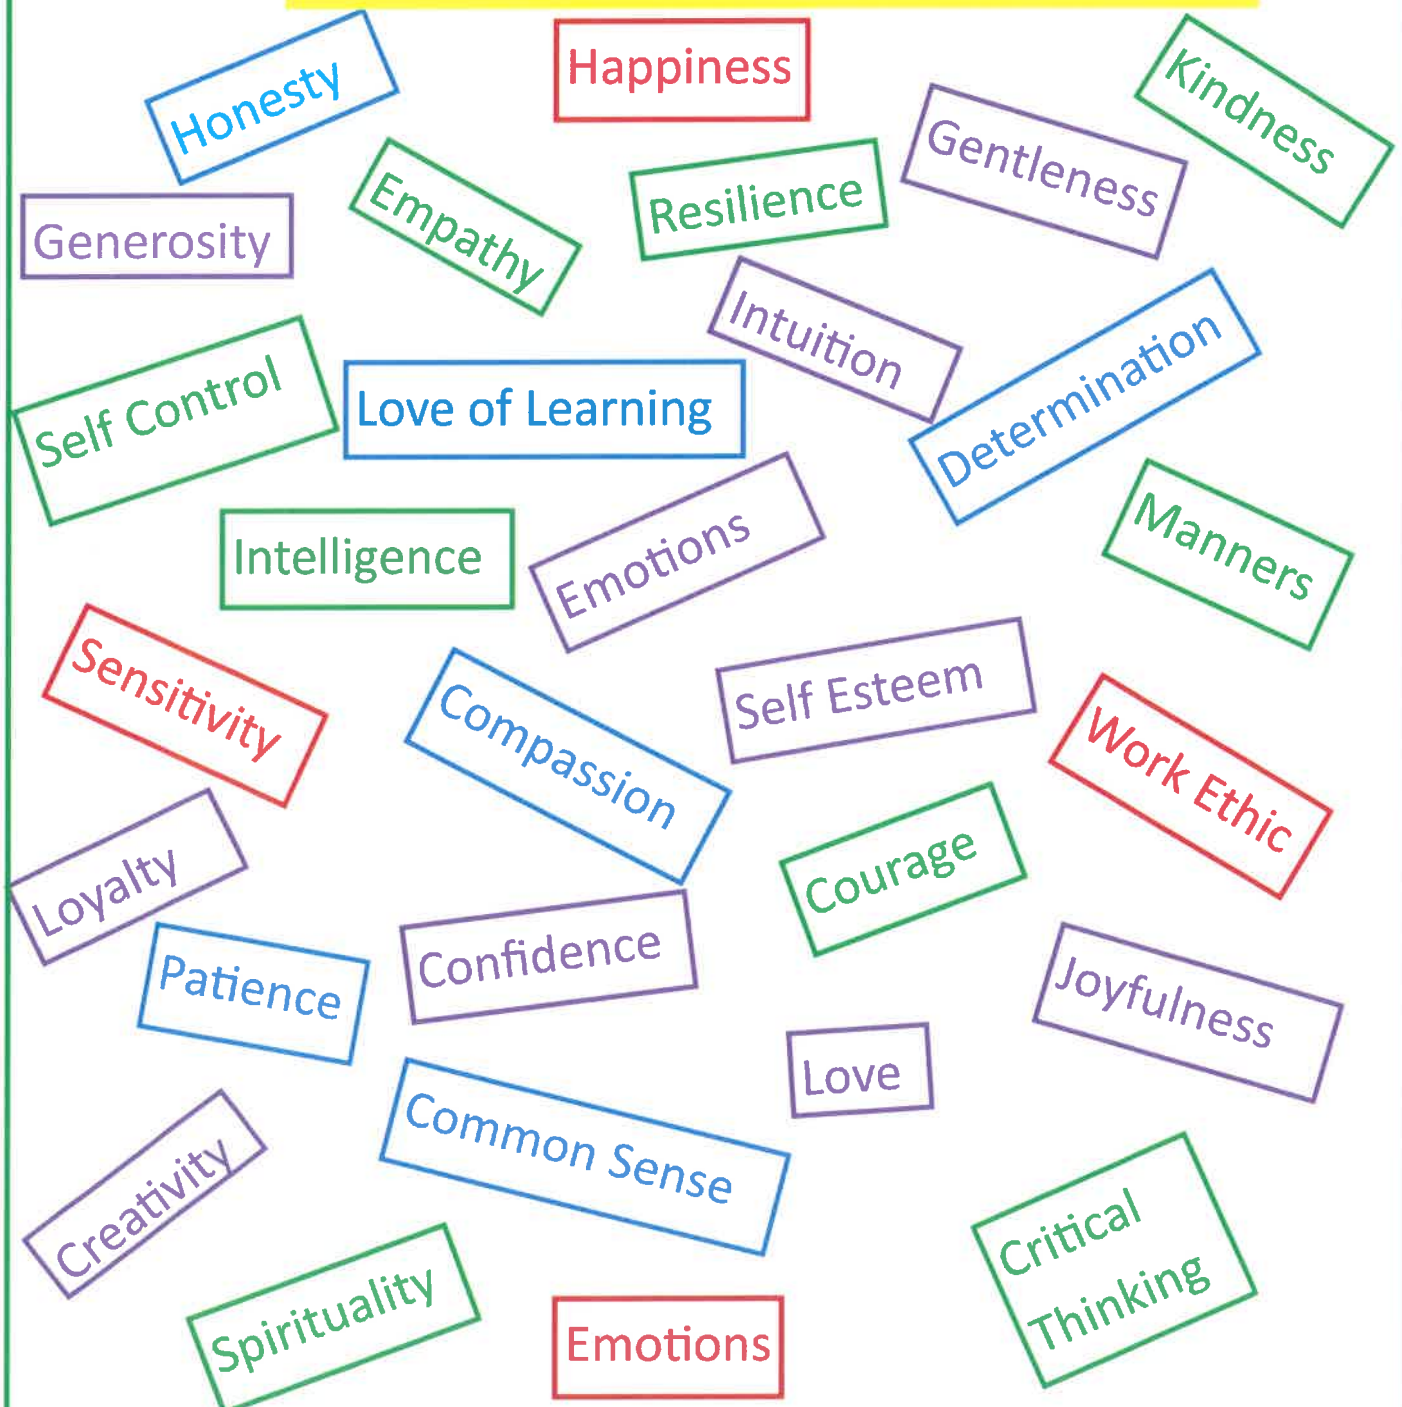 Honesty
Happiness
Kindness
Gentleness
Empathy
Resilience
Generosity
Intuition
Determination
Self Control
Love of Learning
Manners
Intelligence
Emotions
Sensitivity
Compassion
Self Esteem
Work Ethic
Loyalty
Courage
Patience
Confidence
Joyfulness
Love
Common Sense
Creativity
Critical
Thinking
Spirituality
Emotions